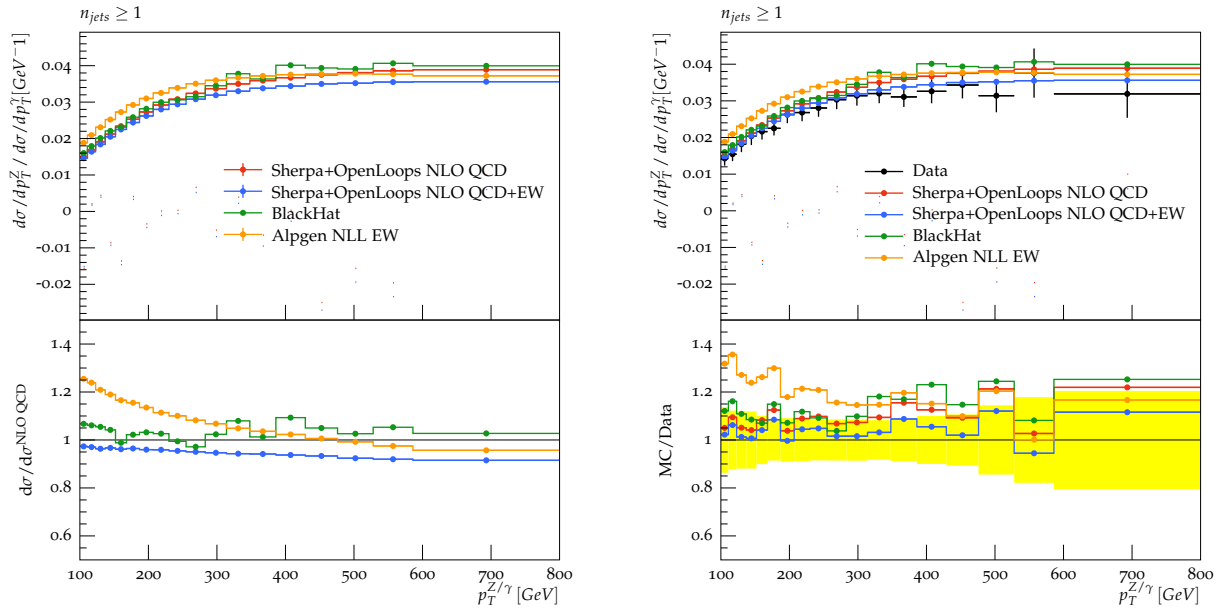 n_jets ≥ 1
dσ/dp_T^Z / dσ/dp_T^γ [GeV^−1]
0.04
0.03
0.02
0.01
0
-0.01
-0.02
Sherpa+OpenLoops NLO QCD
Sherpa+OpenLoops NLO QCD+EW
BlackHat
Alpgen NLL EW
dσ/dσ^NLO QCD
1.4
1.2
1
0.8
0.6
100 200 300 400 500 600 700 800
p_T^Z/γ [GeV]
n_jets ≥ 1
dσ/dp_T^Z / dσ/dp_T^γ [GeV^−1]
0.04
0.03
0.02
0.01
0
-0.01
-0.02
Data
Sherpa+OpenLoops NLO QCD
Sherpa+OpenLoops NLO QCD+EW
BlackHat
Alpgen NLL EW
MC/Data
1.4
1.2
1
0.8
0.6
100 200 300 400 500 600 700 800
p_T^Z/γ [GeV]